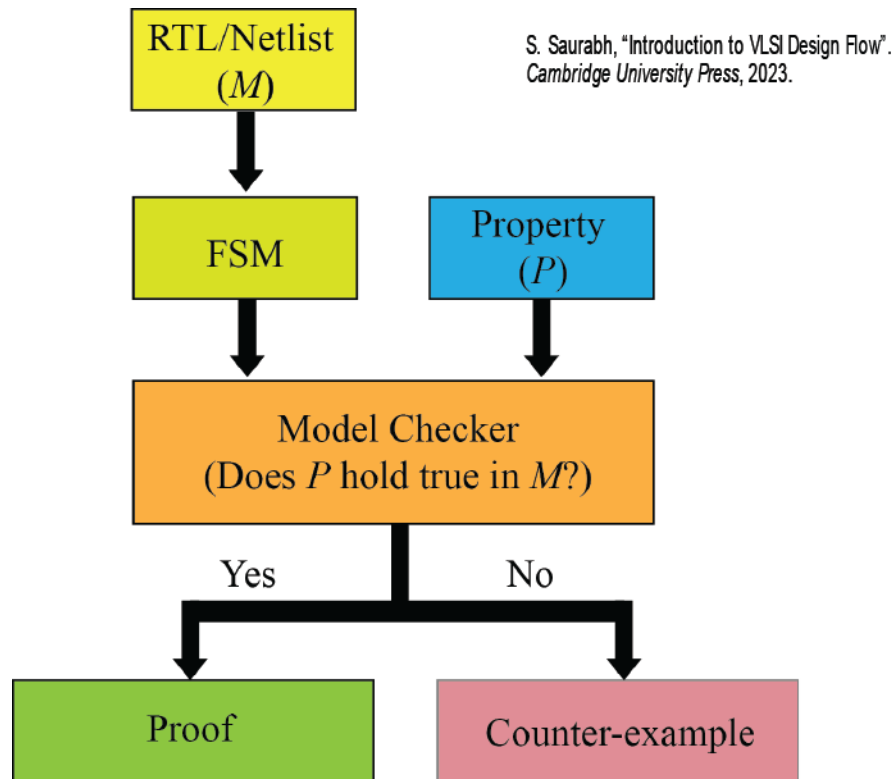 RTL/Netlist
(M)
S. Saurabh, “Introduction to VLSI Design Flow”.
Cambridge University Press, 2023.
FSM
Property
(P)
Model Checker
(Does P hold true in M?)
Yes
No
Proof
Counter-example